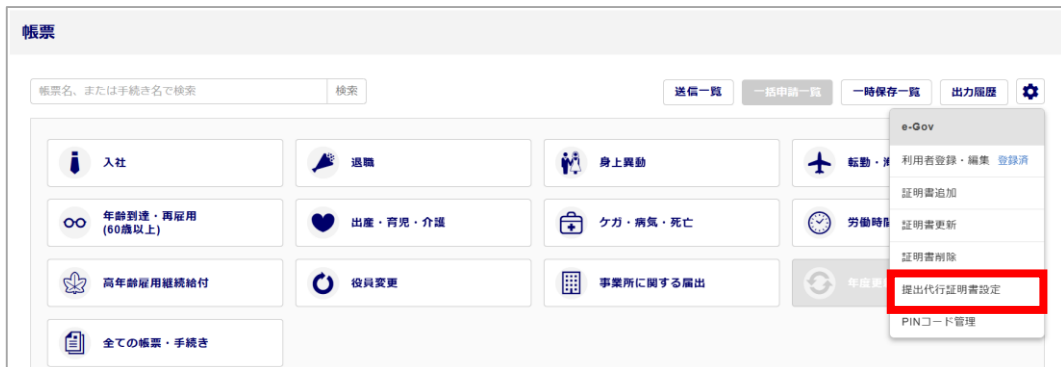 帳票
帳票名、または手続き名で検索
検索
送信一覧
一括申請一覧
一時保存一覧
出力履歴
e-Gov
利用者登録・編集 登録済
証明書追加
証明書更新
証明書削除
提出代行証明書設定
PINコード管理
入社
退職
身上異動
転勤・
年齢到達・再雇用
(60歳以上)
出産・育児・介護
ケガ・病気・死亡
労働時
高年齢雇用継続給付
役員変更
事業所に関する届出
年度更
全ての帳票・手続き